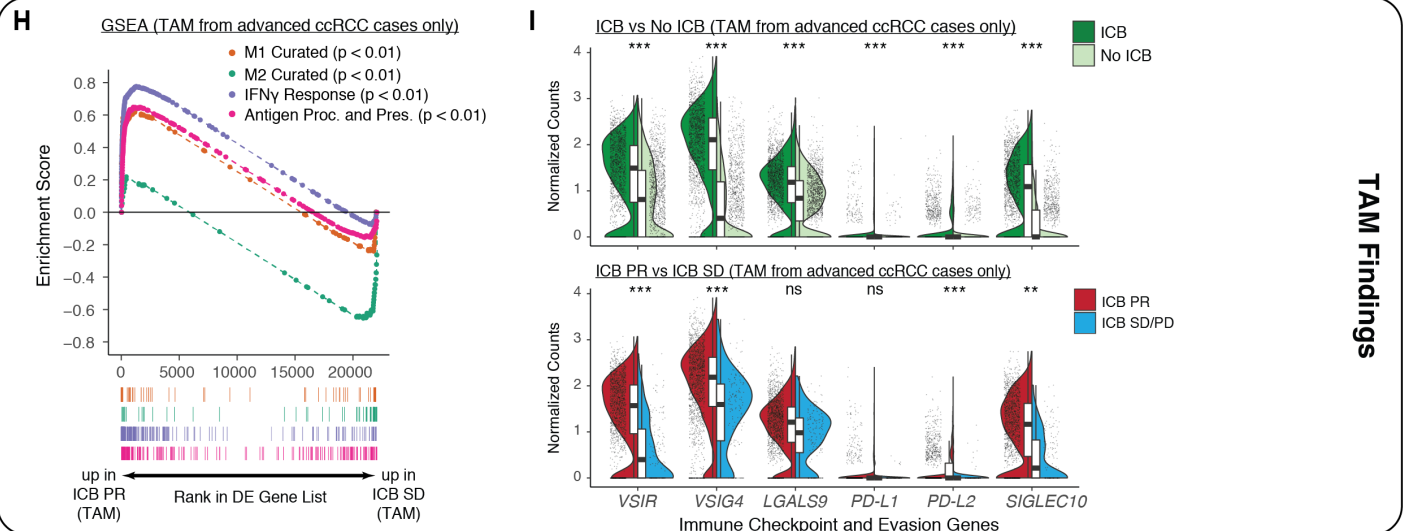 H
GSEA (TAM from advanced ccRCC cases only)
M1 Curated (p < 0.01)
M2 Curated (p < 0.01)
IFNγ Response (p < 0.01)
Antigen Proc. and Pres. (p < 0.01)
Enrichment Score
0.8
0.6
0.4
0.2
0.0
−0.2
−0.4
−0.6
−0.8
0 5000 10000 15000 20000
up in
ICB PR
(TAM)
Rank in DE Gene List
up in
ICB SD
(TAM)
I
ICB vs No ICB (TAM from advanced ccRCC cases only)
*** *** *** *** *** ***
ICB
No ICB
Normalized Counts
4
3
2
1
0
ICB PR vs ICB SD (TAM from advanced ccRCC cases only)
*** *** ns ns *** **
ICB PR
ICB SD/PD
Normalized Counts
4
3
2
1
0
VSIR VSIG4 LGALS9 PD-L1 PD-L2 SIGLEC10
Immune Checkpoint and Evasion Genes
TAM Findings